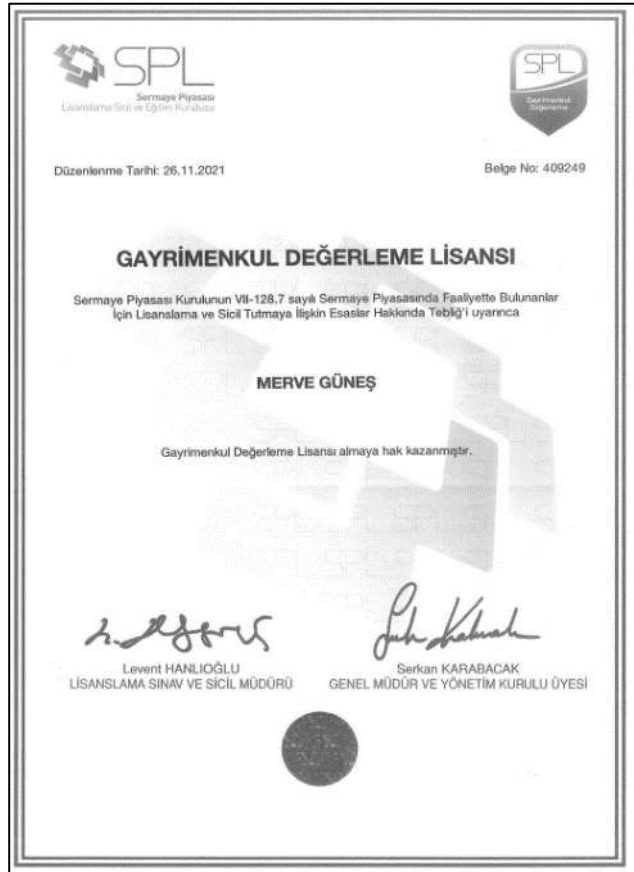 SPL
Sermaye Piyasası
Lisanslama Sicil ve Eğitim Kuruluşu
SPL
Gayrimenkul
Değerleme
Düzenlenme Tarihi: 26.11.2021
Belge No: 409249
GAYRİMENKUL DEĞERLEME LİSANSI
Sermaye Piyasası Kurulunun VII-128.7 sayılı Sermaye Piyasasında Faaliyette Bulunanlar
İçin Lisanslama ve Sicil Tutmaya İlişkin Esaslar Hakkında Tebliğ'i uyarınca
MERVE GÜNEŞ
Gayrimenkul Değerleme Lisansı almaya hak kazanmıştır.
Levent HANLIOĞLU
LİSANSLAMA SINAV VE SİCİL MÜDÜRÜ
Serkan KARABACAK
GENEL MÜDÜR VE YÖNETİM KURULU ÜYESİ